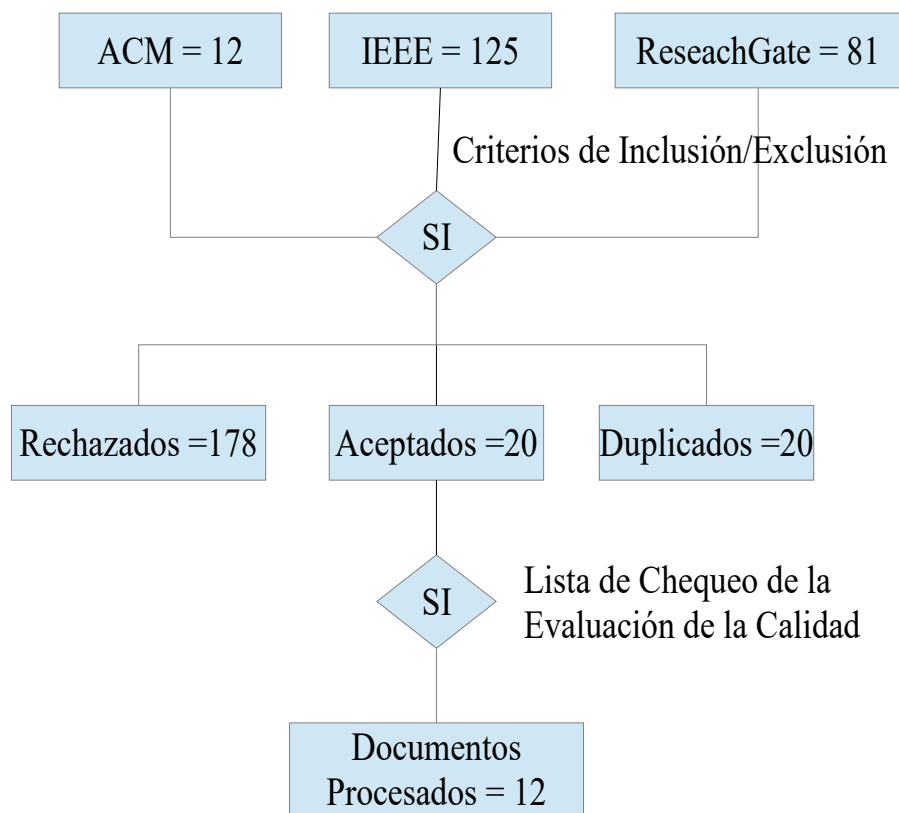 ACM = 12
IEEE = 125
ReseachGate = 81
Criterios de Inclusión/Exclusión
SI
Rechazados =178
Aceptados =20
Duplicados =20
SI
Lista de Chequeo de la
Evaluación de la Calidad
Documentos
Procesados = 12